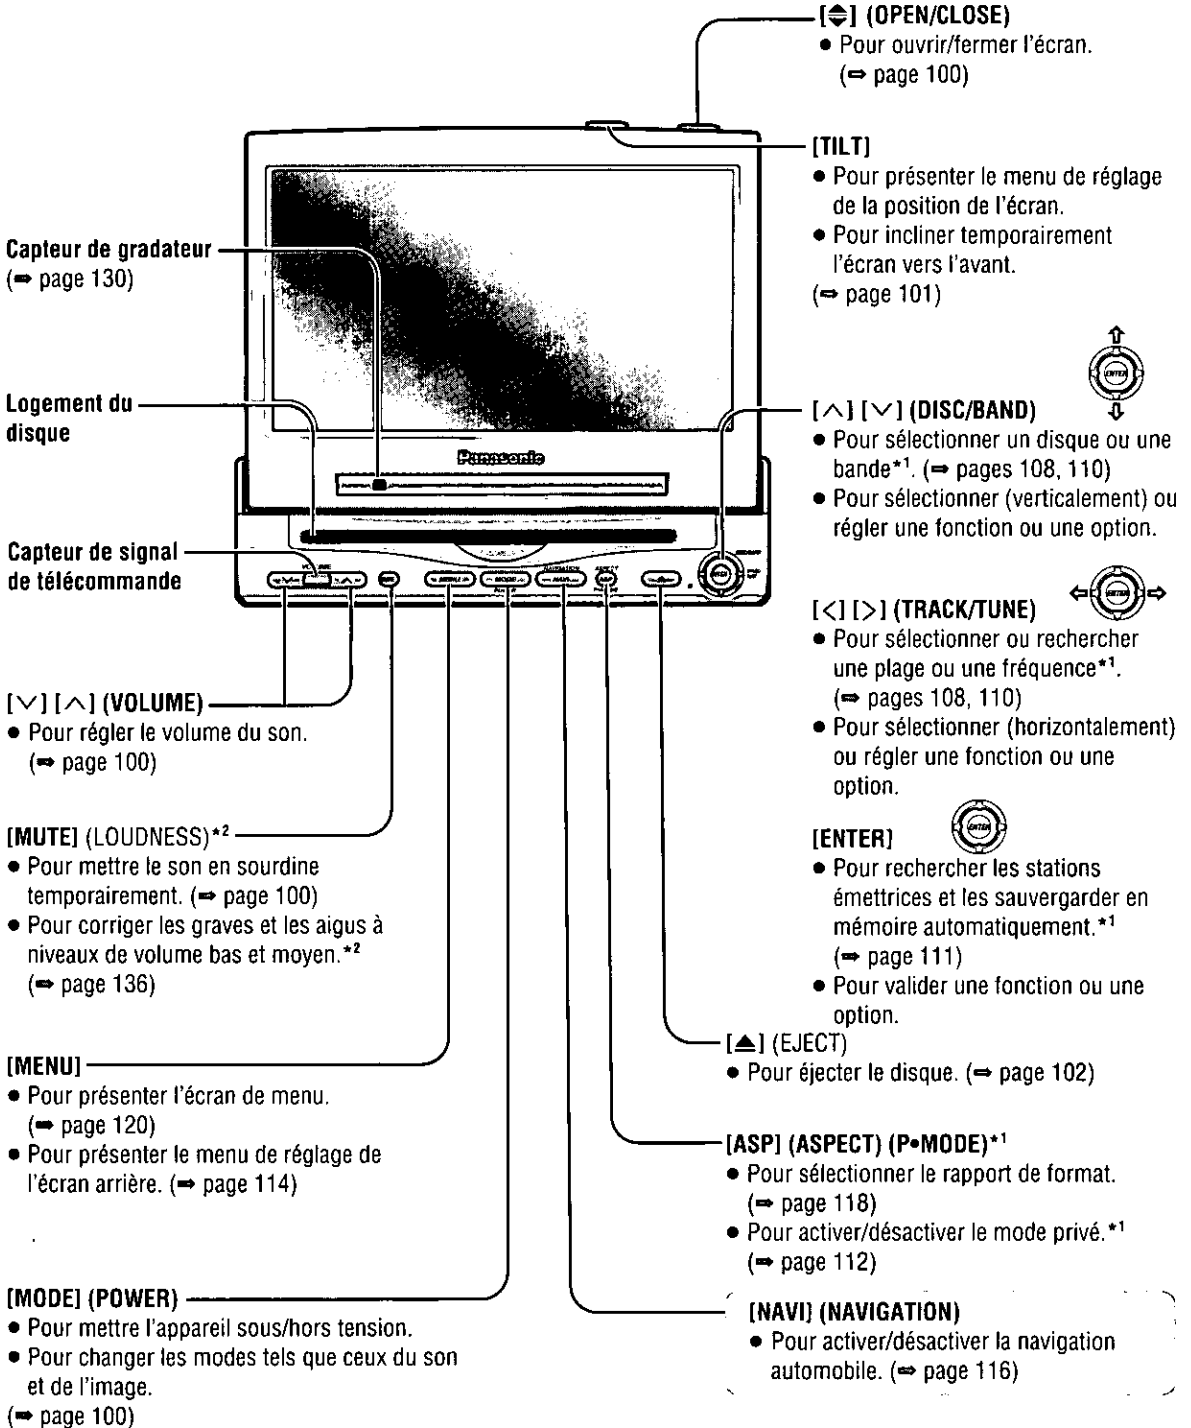 [⏏] (OPEN/CLOSE)
● Pour ouvrir/fermer l'écran.
(➡ page 100)
[TILT]
● Pour présenter le menu de réglage
de la position de l'écran.
● Pour incliner temporairement
l'écran vers l'avant.
(➡ page 101)
Capteur de gradateur
(➡ page 130)
Logement du
disque
Capteur de signal
de télécommande
Panasonic
ENTER
[∧] [∨] (DISC/BAND)
● Pour sélectionner un disque ou une
bande*1. (➡ pages 108, 110)
● Pour sélectionner (verticalement) ou
régler une fonction ou une option.
ENTER
[<] [>] (TRACK/TUNE)
● Pour sélectionner ou rechercher
une plage ou une fréquence*1.
(➡ pages 108, 110)
● Pour sélectionner (horizontalement)
ou régler une fonction ou une
option.
ENTER
[ENTER]
● Pour rechercher les stations
émettrices et les sauvergarder en
mémoire automatiquement.*1
(➡ page 111)
● Pour valider une fonction ou une
option.
[∨] [∧] (VOLUME)
● Pour régler le volume du son.
(➡ page 100)
[MUTE] (LOUDNESS)*2
● Pour mettre le son en sourdine
temporairement. (➡ page 100)
● Pour corriger les graves et les aigus à
niveaux de volume bas et moyen.*2
(➡ page 136)
[MENU]
● Pour présenter l'écran de menu.
(➡ page 120)
● Pour présenter le menu de réglage de
l'écran arrière. (➡ page 114)
[MODE] (POWER)
● Pour mettre l'appareil sous/hors tension.
● Pour changer les modes tels que ceux du son
et de l'image.
(➡ page 100)
[⏏] (EJECT)
● Pour éjecter le disque. (➡ page 102)
[ASP] (ASPECT) (P•MODE)*1
● Pour sélectionner le rapport de format.
(➡ page 118)
● Pour activer/désactiver le mode privé.*1
(➡ page 112)
[NAVI] (NAVIGATION)
● Pour activer/désactiver la navigation
automobile. (➡ page 116)